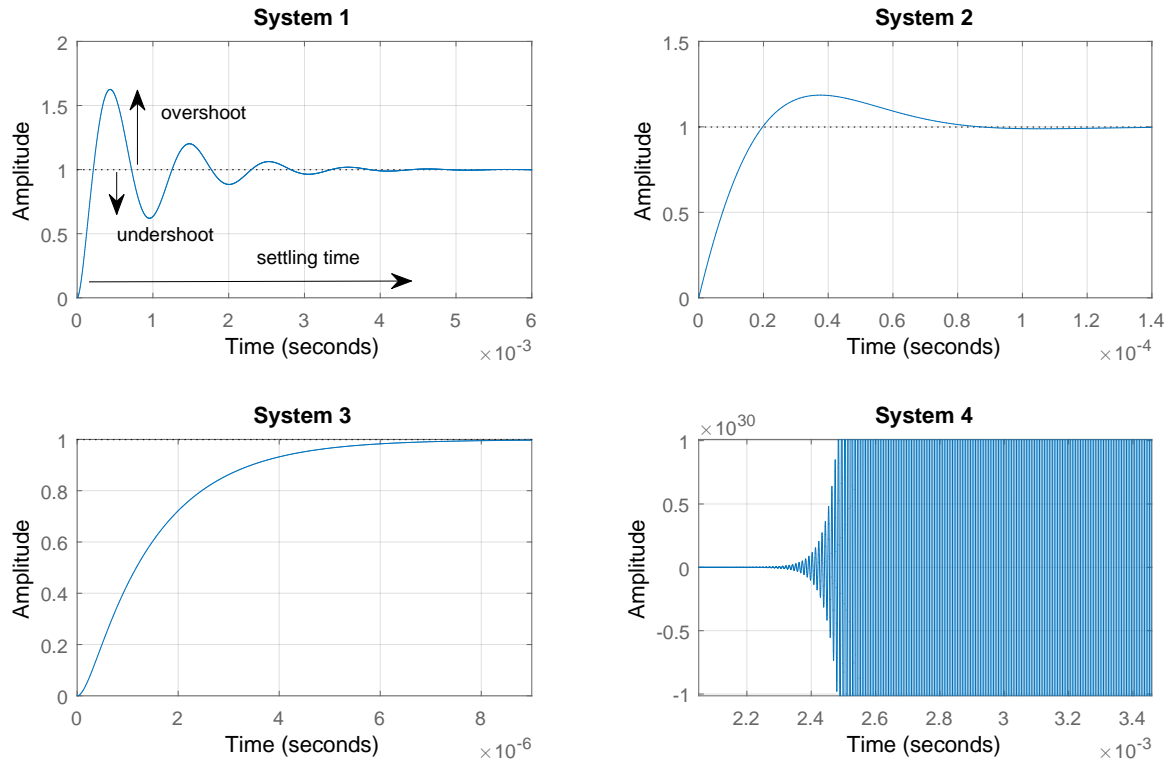 System 1
2
1.5
1
0.5
0
overshoot
undershoot
settling time
0 1 2 3 4 5 6
Time (seconds)
×10-3
Amplitude
System 2
1.5
1
0.5
0
0 0.2 0.4 0.6 0.8 1 1.2 1.4
Time (seconds)
×10-4
Amplitude
System 3
1
0.8
0.6
0.4
0.2
0
0 2 4 6 8
Time (seconds)
×10-6
Amplitude
System 4
×1030
1
0.5
0
-0.5
-1
2.2 2.4 2.6 2.8 3 3.2 3.4
Time (seconds)
×10-3
Amplitude